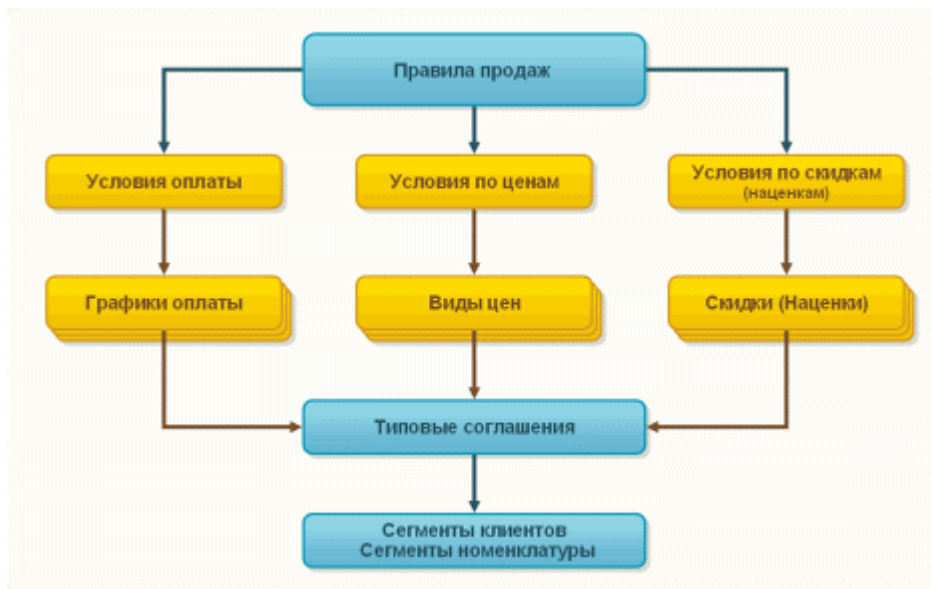 Правила продаж
Условия оплаты
Условия по ценам
Условия по скидкам
(наценкам)
Графики оплаты
Виды цен
Скидки (Наценки)
Типовые соглашения
Сегменты клиентов
Сегменты номенклатуры